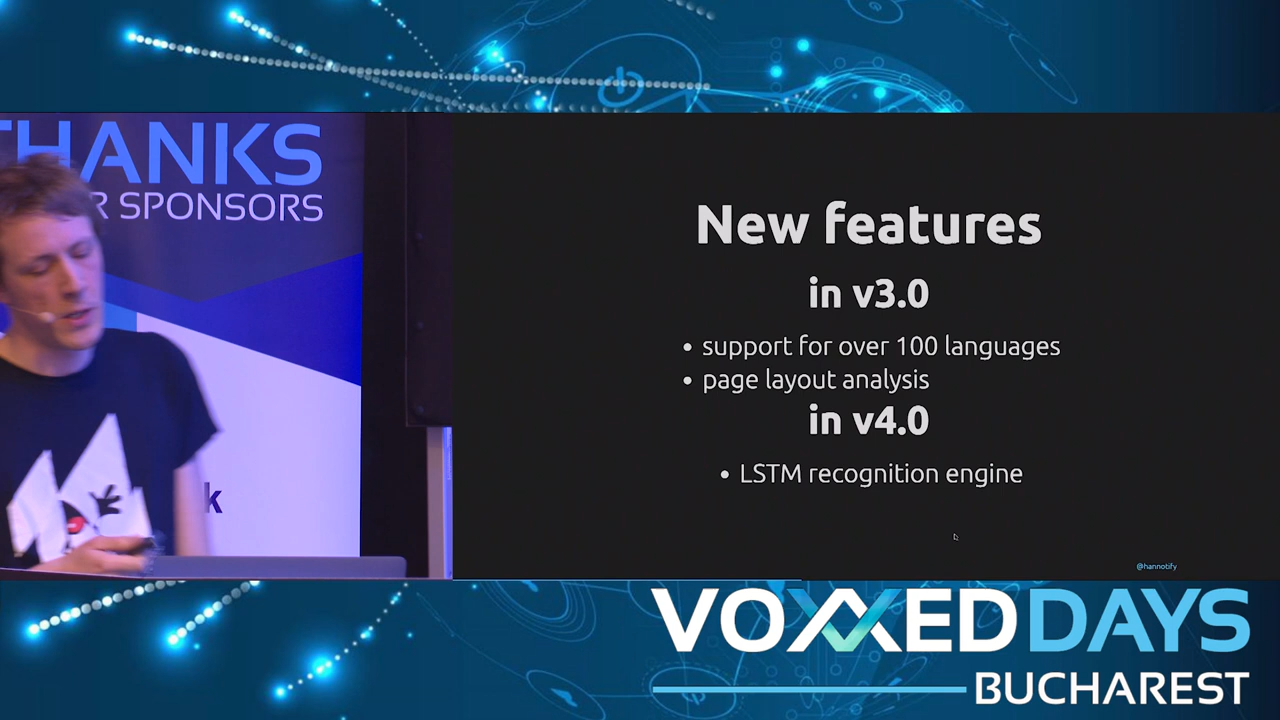 THANKS
R SPONSORS
k
New features
in v3.0
• support for over 100 languages
• page layout analysis
in v4.0
• LSTM recognition engine
@hannotify
VOXXED DAYS
BUCHAREST